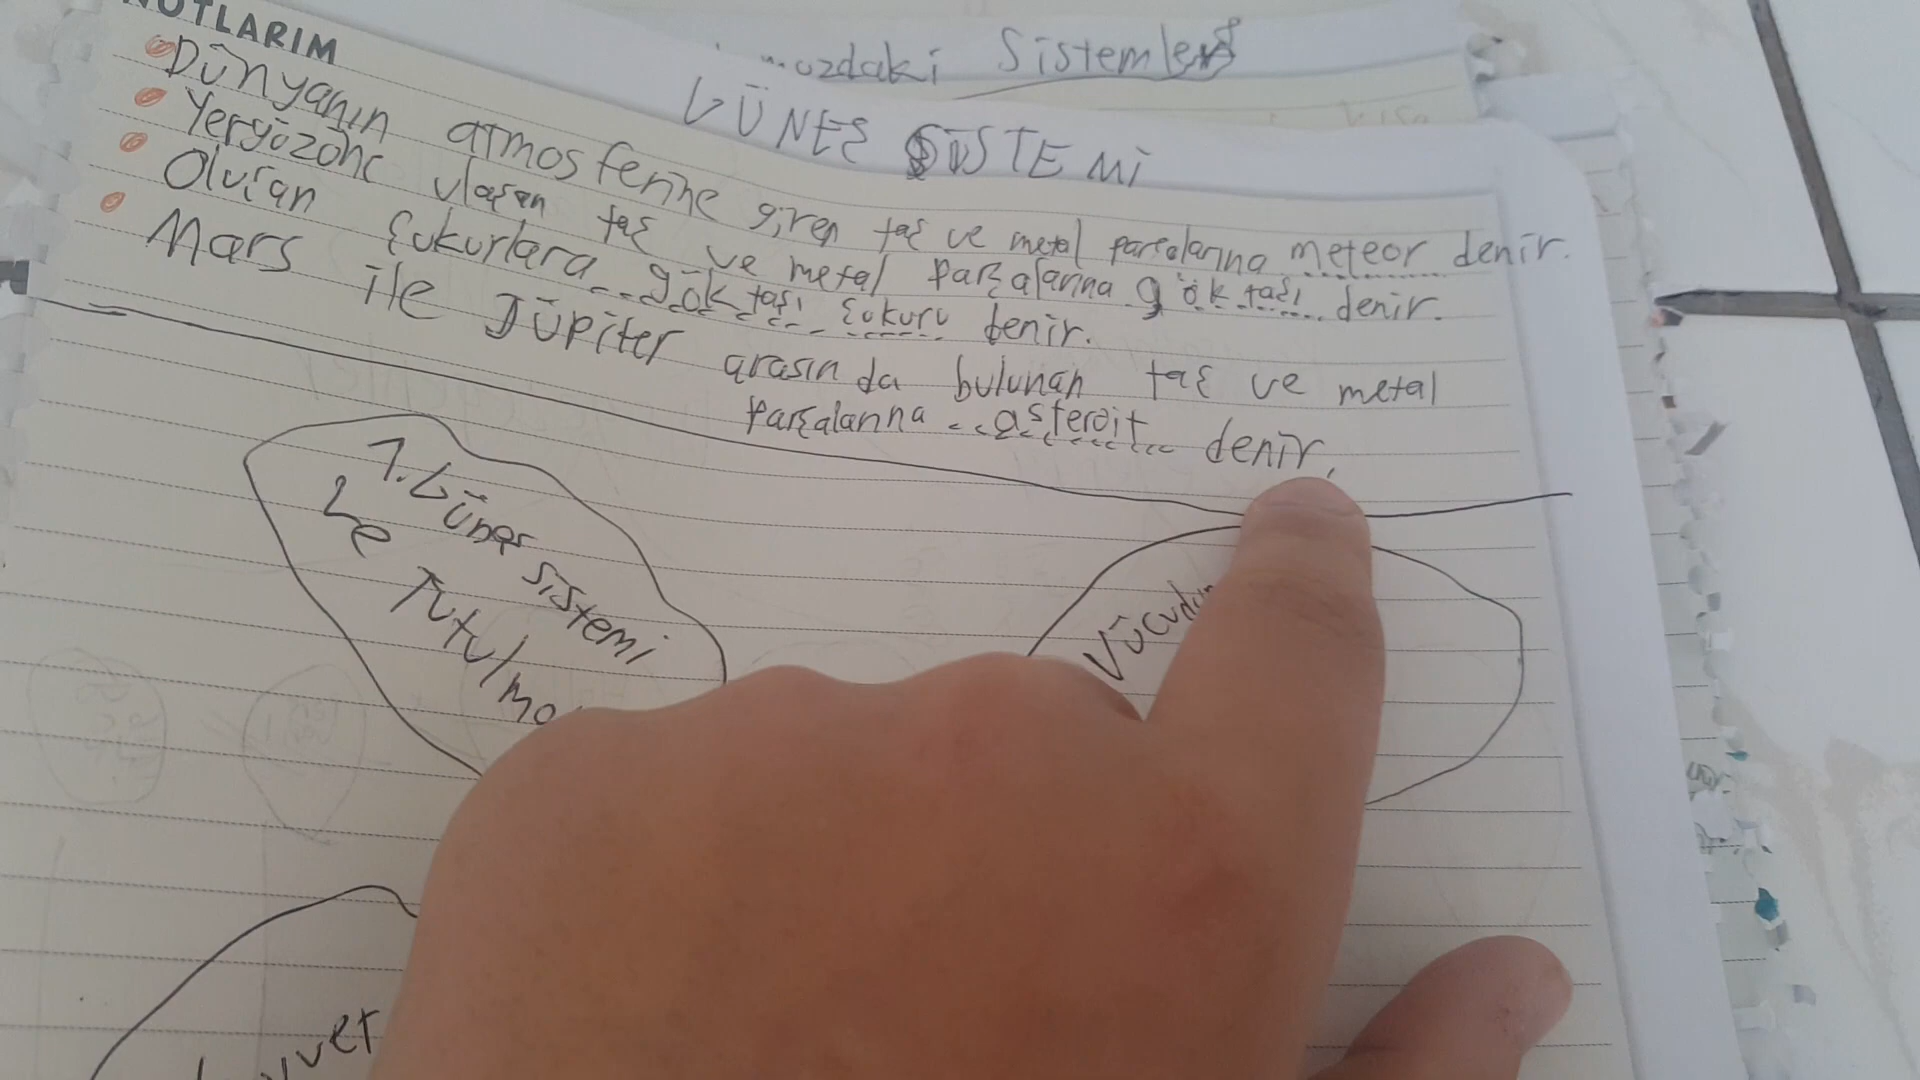 NOTLARIM
Sistemler
GÜNEŞ SİSTEMİ
Dünyanın atmosferine giren taş ve metal parçalarına meteor denir.
Yeryüzüne ulaşan taş ve metal parçalarına gök taşı denir.
Oluşan çukurlara gök taşı çukuru denir.
Mars ile Jüpiter arasında bulunan taş ve metal
parçalarına asteroit denir.
1. Güneş sistemi
ve Tutulma